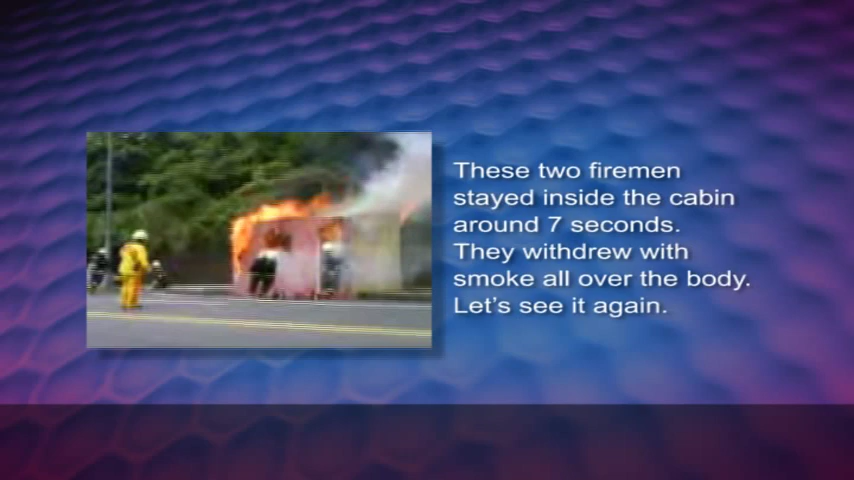 These two firemen
stayed inside the cabin
around 7 seconds.
They withdrew with
smoke all over the body.
Let's see it again.